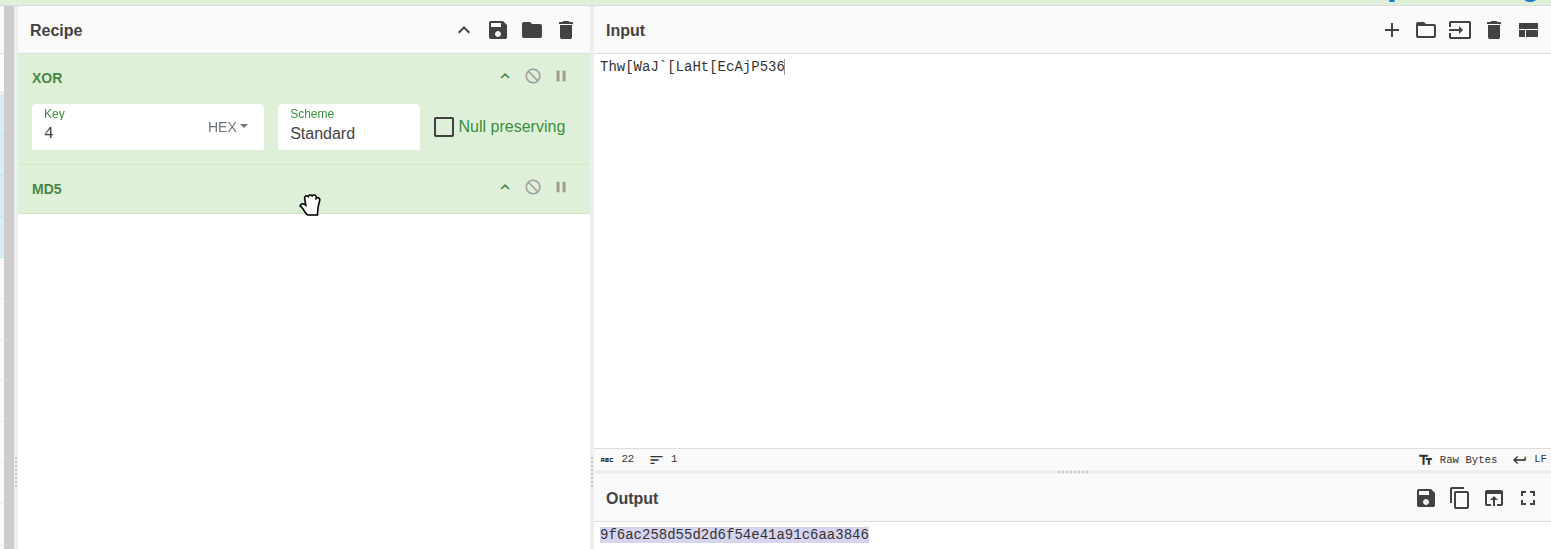 Recipe
XOR
Key
4
HEX
Scheme
Standard
Null preserving
MD5
Input
Thw[WaJ`[LaHt[EcAjP536
ABC 22 1
Raw Bytes LF
Output
9f6ac258d55d2d6f54e41a91c6aa3846